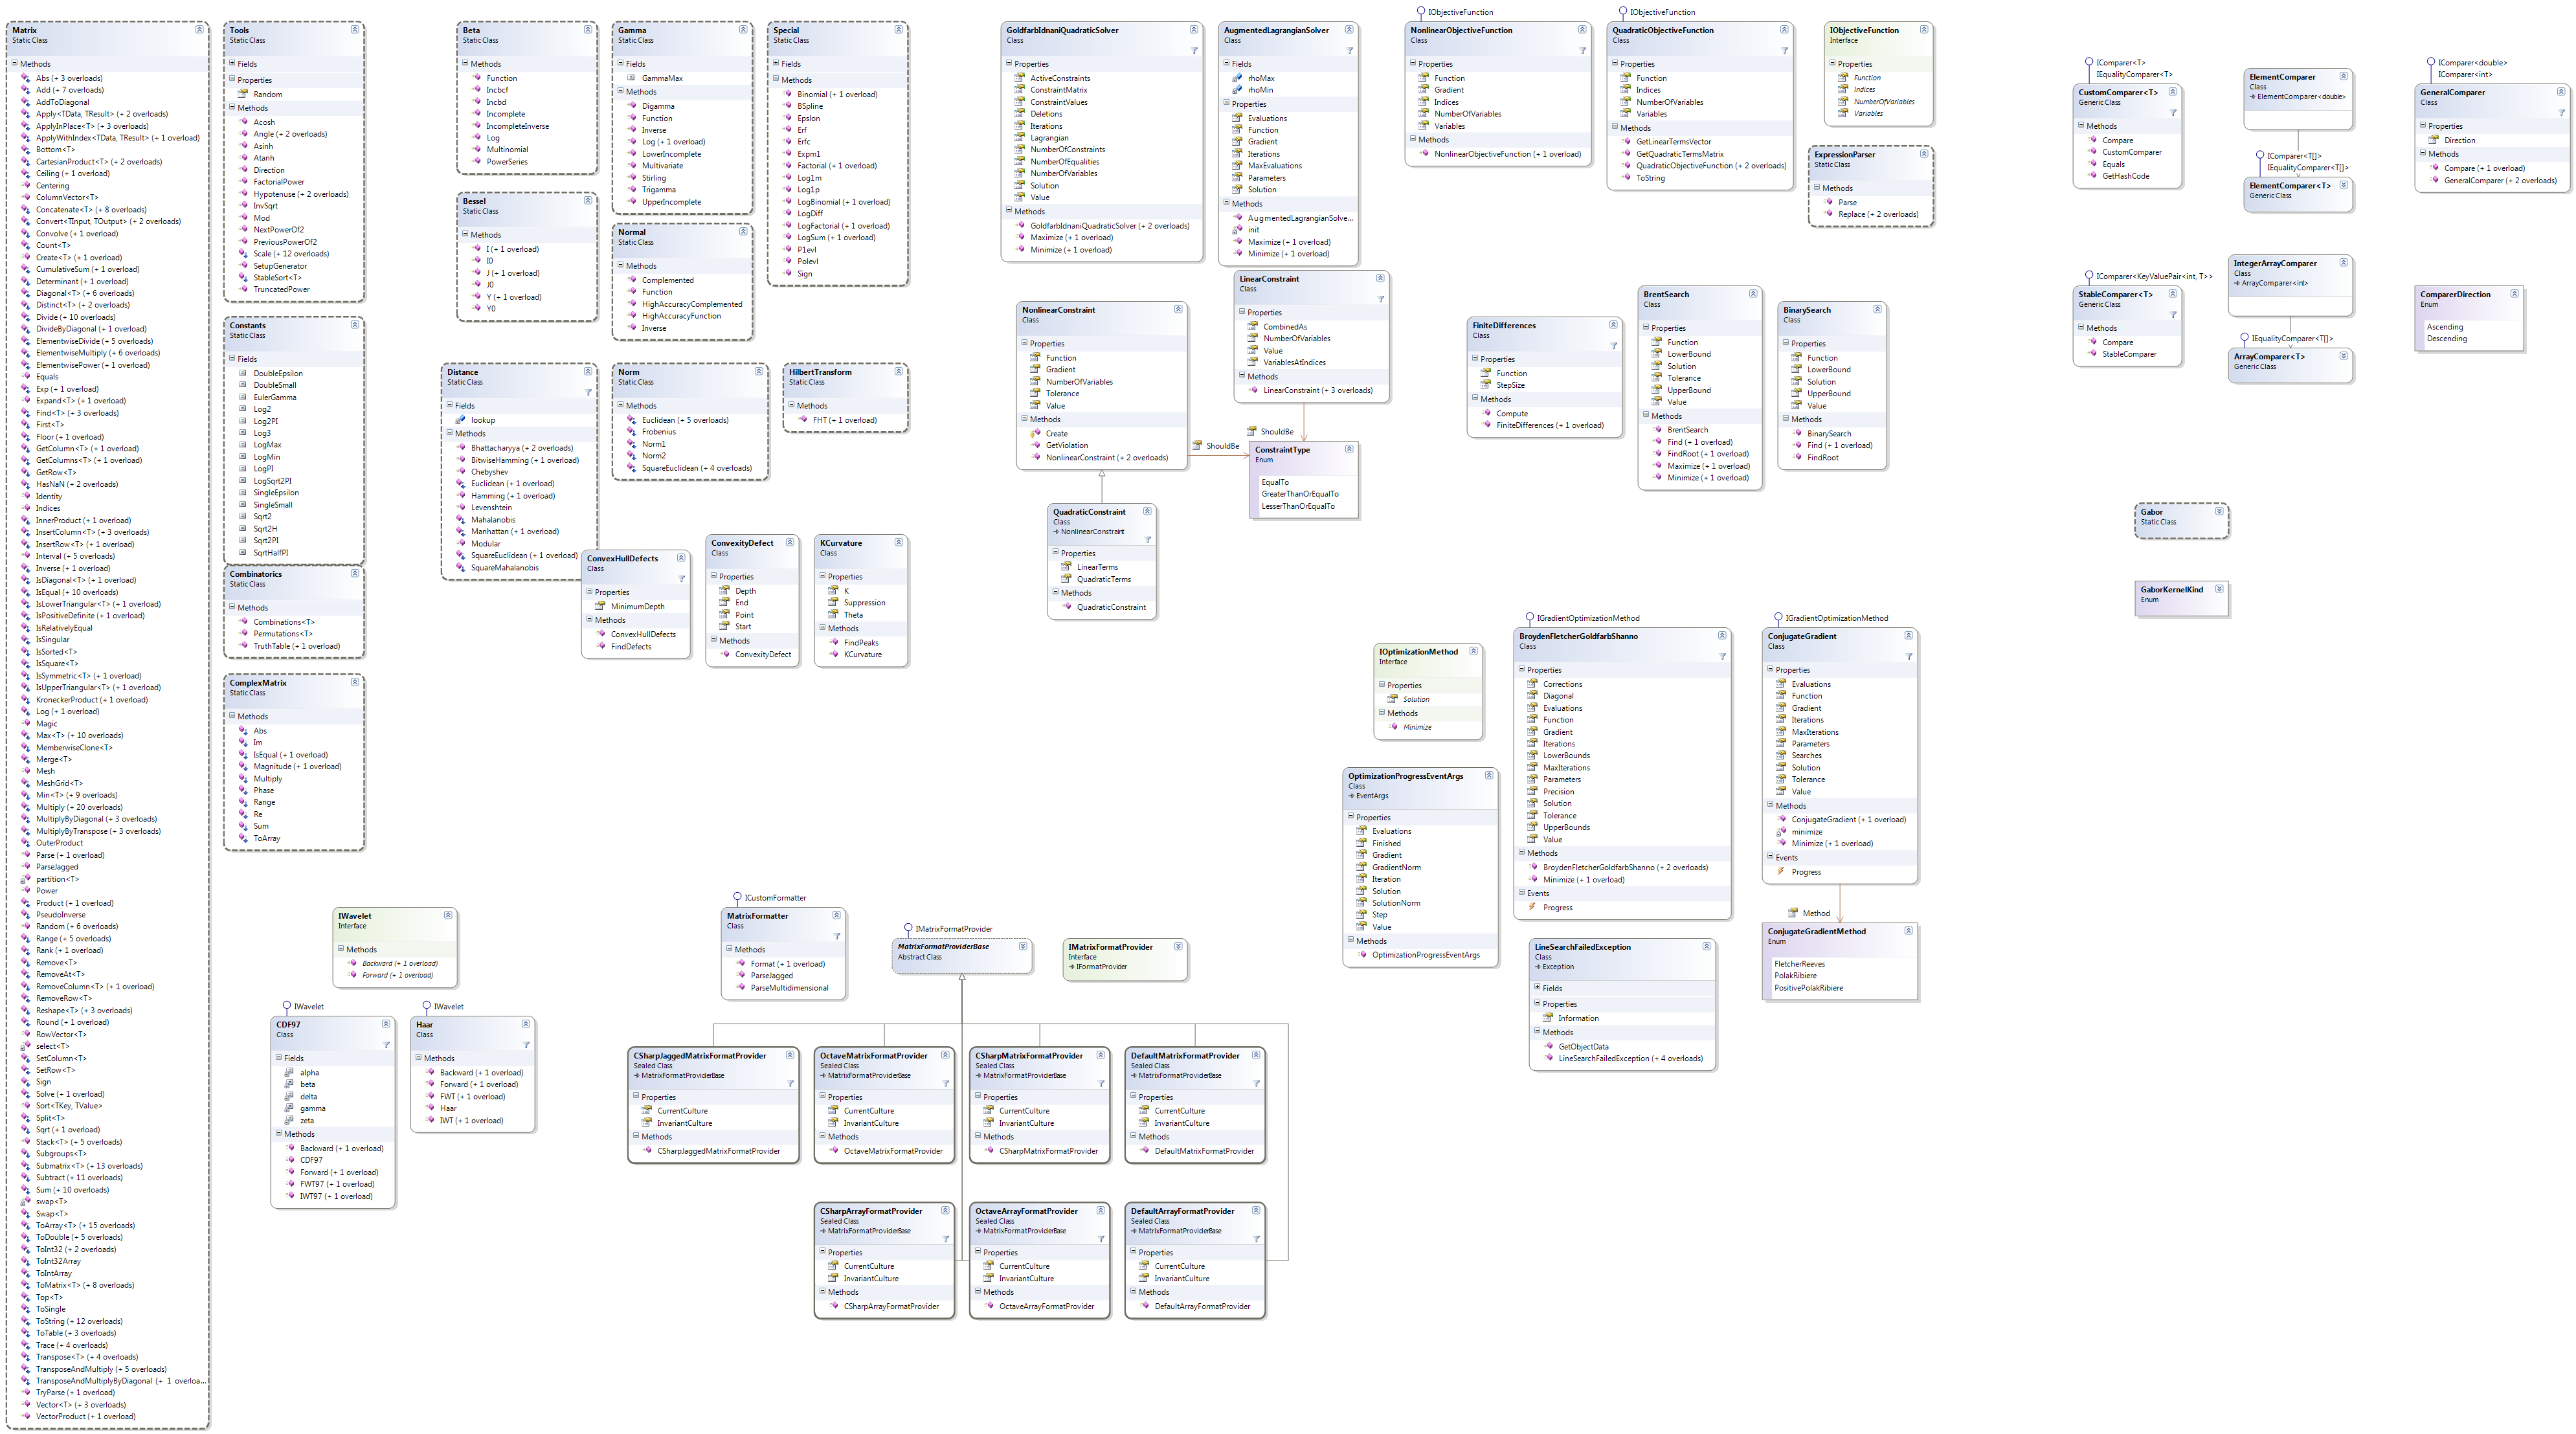 Matrix
Static Class
Methods
Abs (+ 3 overloads)
Add (+ 7 overloads)
AddToDiagonal
Apply<TData, TResult> (+ 2 overloads)
ApplyInPlace<T> (+ 3 overloads)
ApplyWithIndex<TData, TResult> (+ 1 overload)
Bottom<T>
CartesianProduct<T> (+ 2 overloads)
Ceiling (+ 1 overload)
Centering
ColumnVector<T>
Concatenate<T> (+ 8 overloads)
Convert<TInput, TOutput> (+ 2 overloads)
Convolve (+ 1 overload)
Count<T>
Create<T> (+ 1 overload)
CumulativeSum (+ 1 overload)
Determinant (+ 1 overload)
Diagonal<T> (+ 6 overloads)
Distinct<T> (+ 2 overloads)
Divide (+ 10 overloads)
DivideByDiagonal (+ 1 overload)
ElementwiseDivide (+ 5 overloads)
ElementwiseMultiply (+ 6 overloads)
ElementwisePower (+ 1 overload)
Equals
Exp (+ 1 overload)
Expand<T> (+ 1 overload)
Find<T> (+ 3 overloads)
First<T>
Floor (+ 1 overload)
GetColumn<T> (+ 1 overload)
GetColumns<T> (+ 1 overload)
GetRow<T>
HasNaN (+ 2 overloads)
Identity
Indices
InnerProduct (+ 1 overload)
InsertColumn<T> (+ 3 overloads)
InsertRow<T> (+ 1 overload)
Interval (+ 5 overloads)
Inverse (+ 1 overload)
IsDiagonal<T> (+ 1 overload)
IsEqual (+ 10 overloads)
IsLowerTriangular<T> (+ 1 overload)
IsPositiveDefinite (+ 1 overload)
IsRelativelyEqual
IsSingular
IsSorted<T>
IsSquare<T>
IsSymmetric<T> (+ 1 overload)
IsUpperTriangular<T> (+ 1 overload)
KroneckerProduct (+ 1 overload)
Log (+ 1 overload)
Magic
Max<T> (+ 10 overloads)
MemberwiseClone<T>
Merge<T>
Mesh
MeshGrid<T>
Min<T> (+ 9 overloads)
Multiply (+ 20 overloads)
MultiplyByDiagonal (+ 3 overloads)
MultiplyByTranspose (+ 3 overloads)
OuterProduct
Parse (+ 1 overload)
ParseJagged
partition<T>
Power
Product (+ 1 overload)
PseudoInverse
Random (+ 6 overloads)
Range (+ 5 overloads)
Rank (+ 1 overload)
Remove<T>
RemoveAt<T>
RemoveColumn<T> (+ 1 overload)
RemoveRow<T>
Reshape<T> (+ 3 overloads)
Round (+ 1 overload)
RowVector<T>
select<T>
SetColumn<T>
SetRow<T>
Sign
Solve (+ 1 overload)
Sort<TKey, TValue>
Split<T>
Sqrt (+ 1 overload)
Stack<T> (+ 5 overloads)
Subgroups<T>
Submatrix<T> (+ 13 overloads)
Subtract (+ 11 overloads)
Sum (+ 10 overloads)
swap<T>
Swap<T>
ToArray<T> (+ 15 overloads)
ToDouble (+ 5 overloads)
ToInt32 (+ 2 overloads)
ToInt32Array
ToIntArray
ToMatrix<T> (+ 8 overloads)
Top<T>
ToSingle
ToString (+ 12 overloads)
ToTable (+ 3 overloads)
Trace (+ 4 overloads)
Transpose<T> (+ 4 overloads)
TransposeAndMultiply (+ 5 overloads)
TransposeAndMultiplyByDiagonal (+ 1 overloa...
TryParse (+ 1 overload)
Vector<T> (+ 3 overloads)
VectorProduct (+ 1 overload)
Tools
Static Class
Fields
Properties
Random
Methods
Acosh
Angle (+ 2 overloads)
Asinh
Atanh
Direction
FactorialPower
Hypotenuse (+ 2 overloads)
InvSqrt
Mod
NextPowerOf2
PreviousPowerOf2
Scale (+ 12 overloads)
SetupGenerator
StableSort<T>
TruncatedPower
Constants
Static Class
Fields
DoubleEpsilon
DoubleSmall
EulerGamma
Log2
Log2PI
Log3
LogMax
LogMin
LogPI
LogSqrt2PI
SingleEpsilon
SingleSmall
Sqrt2
Sqrt2H
Sqrt2PI
SqrtHalfPI
Combinatorics
Static Class
Methods
Combinations<T>
Permutations<T>
TruthTable (+ 1 overload)
ComplexMatrix
Static Class
Methods
Abs
Im
IsEqual (+ 1 overload)
Magnitude (+ 1 overload)
Multiply
Phase
Range
Re
Sum
ToArray
Beta
Static Class
Methods
Function
Incbcf
Incbd
Incomplete
IncompleteInverse
Log
Multinomial
PowerSeries
Bessel
Static Class
Methods
I (+ 1 overload)
I0
J (+ 1 overload)
J0
Y (+ 1 overload)
Y0
Gamma
Static Class
Fields
GammaMax
Methods
Digamma
Function
Inverse
Log (+ 1 overload)
LowerIncomplete
Multivariate
Stirling
Trigamma
UpperIncomplete
Normal
Static Class
Methods
Complemented
Function
HighAccuracyComplemented
HighAccuracyFunction
Inverse
Special
Static Class
Fields
Methods
Binomial (+ 1 overload)
BSpline
Epslon
Erf
Erfc
Expm1
Factorial (+ 1 overload)
Log1m
Log1p
LogBinomial (+ 1 overload)
LogDiff
LogFactorial (+ 1 overload)
LogSum (+ 1 overload)
P1evl
Polevl
Sign
Distance
Static Class
Fields
lookup
Methods
Bhattacharyya (+ 2 overloads)
BitwiseHamming (+ 1 overload)
Chebyshev
Euclidean (+ 1 overload)
Hamming (+ 1 overload)
Levenshtein
Mahalanobis
Manhattan (+ 1 overload)
Modular
SquareEuclidean (+ 1 overload)
SquareMahalanobis
Norm
Static Class
Methods
Euclidean (+ 5 overloads)
Frobenius
Norm1
Norm2
SquareEuclidean (+ 4 overloads)
HilbertTransform
Static Class
Methods
FHT (+ 1 overload)
ConvexHullDefects
Class
Properties
MinimumDepth
Methods
ConvexHullDefects
FindDefects
ConvexityDefect
Class
Properties
Depth
End
Point
Start
Methods
ConvexityDefect
KCurvature
Class
Properties
K
Suppression
Theta
Methods
FindPeaks
KCurvature
GoldfarbIdnaniQuadraticSolver
Class
Properties
ActiveConstraints
ConstraintMatrix
ConstraintValues
Deletions
Iterations
Lagrangian
NumberOfConstraints
NumberOfEqualities
NumberOfVariables
Solution
Value
Methods
GoldfarbIdnaniQuadraticSolver (+ 2 overloads)
Maximize (+ 1 overload)
Minimize (+ 1 overload)
AugmentedLagrangianSolver
Class
Fields
rhoMax
rhoMin
Properties
Evaluations
Function
Gradient
Iterations
MaxEvaluations
Parameters
Solution
Methods
AugmentedLagrangianSolve...
init
Maximize (+ 1 overload)
Minimize (+ 1 overload)
NonlinearConstraint
Class
Properties
Function
Gradient
NumberOfVariables
Tolerance
Value
Methods
Create
GetViolation
NonlinearConstraint (+ 2 overloads)
LinearConstraint
Class
Properties
CombinedAs
NumberOfVariables
Value
VariablesAtIndices
Methods
LinearConstraint (+ 3 overloads)
ShouldBe
ShouldBe
ConstraintType
Enum
EqualTo
GreaterThanOrEqualTo
LesserThanOrEqualTo
QuadraticConstraint
Class
NonlinearConstraint
Properties
LinearTerms
QuadraticTerms
Methods
QuadraticConstraint
IObjectiveFunction
NonlinearObjectiveFunction
Class
Properties
Function
Gradient
Indices
NumberOfVariables
Variables
Methods
NonlinearObjectiveFunction (+ 1 overload)
IObjectiveFunction
QuadraticObjectiveFunction
Class
Properties
Function
Indices
NumberOfVariables
Variables
Methods
GetLinearTermsVector
GetQuadraticTermsMatrix
QuadraticObjectiveFunction (+ 2 overloads)
ToString
IObjectiveFunction
Interface
Properties
Function
Indices
NumberOfVariables
Variables
ExpressionParser
Static Class
Methods
Parse
Replace (+ 2 overloads)
FiniteDifferences
Class
Properties
Function
StepSize
Methods
Compute
FiniteDifferences (+ 1 overload)
BrentSearch
Class
Properties
Function
LowerBound
Solution
Tolerance
UpperBound
Value
Methods
BrentSearch
Find (+ 1 overload)
FindRoot (+ 1 overload)
Maximize (+ 1 overload)
Minimize (+ 1 overload)
BinarySearch
Class
Properties
Function
LowerBound
Solution
UpperBound
Value
Methods
BinarySearch
Find (+ 1 overload)
FindRoot
IComparer<T>
IEqualityComparer<T>
CustomComparer<T>
Generic Class
Methods
Compare
CustomComparer
Equals
GetHashCode
ElementComparer
Class
ElementComparer<double>
IComparer<T[]>
IEqualityComparer<T[]>
ElementComparer<T>
Generic Class
IComparer<double>
IComparer<int>
GeneralComparer
Class
Properties
Direction
Methods
Compare (+ 1 overload)
GeneralComparer (+ 2 overloads)
IComparer<KeyValuePair<int, T>>
StableComparer<T>
Generic Class
Methods
Compare
StableComparer
IntegerArrayComparer
Class
ArrayComparer<int>
IEqualityComparer<T[]>
ArrayComparer<T>
Generic Class
ComparerDirection
Enum
Ascending
Descending
Gabor
Static Class
GaborKernelKind
Enum
IOptimizationMethod
Interface
Properties
Solution
Methods
Minimize
OptimizationProgressEventArgs
Class
EventArgs
Properties
Evaluations
Finished
Gradient
GradientNorm
Iteration
Solution
SolutionNorm
Step
Value
Methods
OptimizationProgressEventArgs
IGradientOptimizationMethod
BroydenFletcherGoldfarbShanno
Class
Properties
Corrections
Diagonal
Evaluations
Function
Gradient
Iterations
LowerBounds
MaxIterations
Parameters
Precision
Solution
Tolerance
UpperBounds
Value
Methods
BroydenFletcherGoldfarbShanno (+ 2 overloads)
Minimize (+ 1 overload)
Events
Progress
IGradientOptimizationMethod
ConjugateGradient
Class
Properties
Evaluations
Function
Gradient
Iterations
MaxIterations
Parameters
Searches
Solution
Tolerance
Value
Methods
ConjugateGradient (+ 1 overload)
minimize
Minimize (+ 1 overload)
Events
Progress
Method
ConjugateGradientMethod
Enum
FletcherReeves
PolakRibiere
PositivePolakRibiere
LineSearchFailedException
Class
Exception
Fields
Properties
Information
Methods
GetObjectData
LineSearchFailedException (+ 4 overloads)
IWavelet
Interface
Methods
Backward (+ 1 overload)
Forward (+ 1 overload)
IWavelet
CDF97
Class
Fields
alpha
beta
delta
gamma
zeta
Methods
Backward (+ 1 overload)
CDF97
Forward (+ 1 overload)
FWT97 (+ 1 overload)
IWT97 (+ 1 overload)
IWavelet
Haar
Class
Methods
Backward (+ 1 overload)
Forward (+ 1 overload)
FWT (+ 1 overload)
Haar
IWT (+ 1 overload)
ICustomFormatter
MatrixFormatter
Class
Methods
Format (+ 1 overload)
ParseJagged
ParseMultidimensional
IMatrixFormatProvider
MatrixFormatProviderBase
Abstract Class
IMatrixFormatProvider
Interface
IFormatProvider
CSharpJaggedMatrixFormatProvider
Sealed Class
MatrixFormatProviderBase
Properties
CurrentCulture
InvariantCulture
Methods
CSharpJaggedMatrixFormatProvider
OctaveMatrixFormatProvider
Sealed Class
MatrixFormatProviderBase
Properties
CurrentCulture
InvariantCulture
Methods
OctaveMatrixFormatProvider
CSharpMatrixFormatProvider
Sealed Class
MatrixFormatProviderBase
Properties
CurrentCulture
InvariantCulture
Methods
CSharpMatrixFormatProvider
DefaultMatrixFormatProvider
Sealed Class
MatrixFormatProviderBase
Properties
CurrentCulture
InvariantCulture
Methods
DefaultMatrixFormatProvider
CSharpArrayFormatProvider
Sealed Class
MatrixFormatProviderBase
Properties
CurrentCulture
InvariantCulture
Methods
CSharpArrayFormatProvider
OctaveArrayFormatProvider
Sealed Class
MatrixFormatProviderBase
Properties
CurrentCulture
InvariantCulture
Methods
OctaveArrayFormatProvider
DefaultArrayFormatProvider
Sealed Class
MatrixFormatProviderBase
Properties
CurrentCulture
InvariantCulture
Methods
DefaultArrayFormatProvider